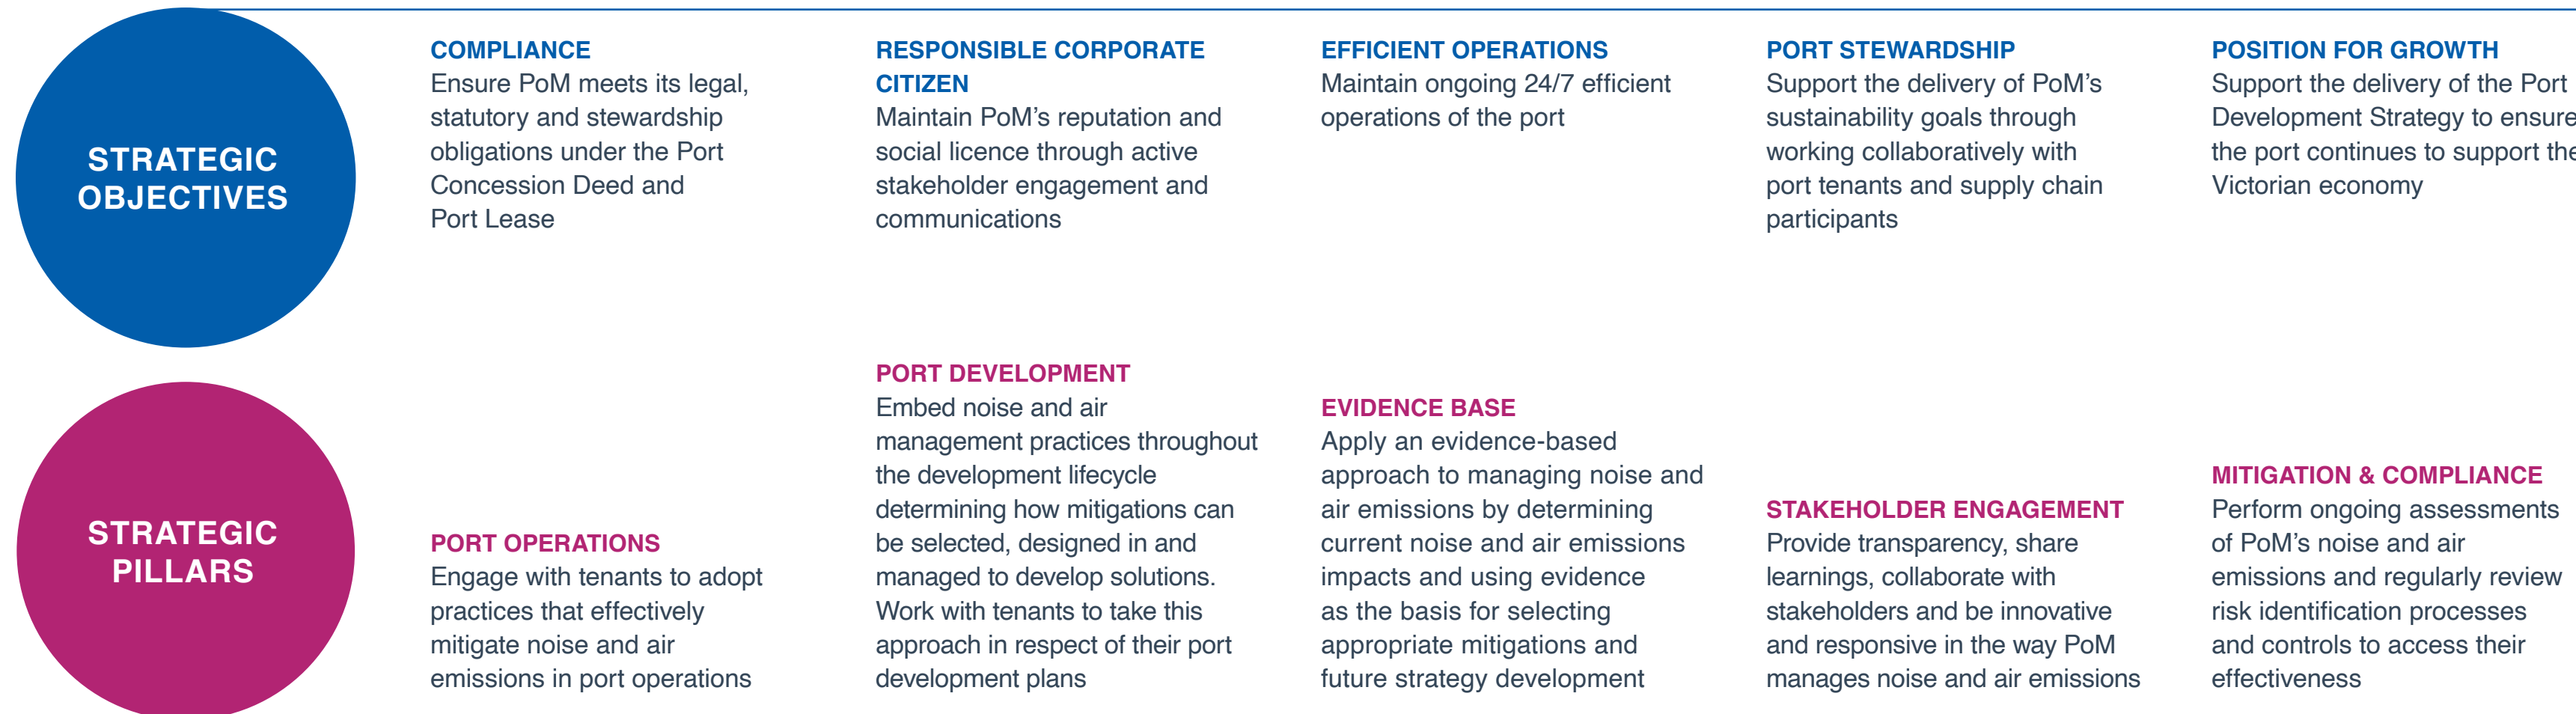 STRATEGIC
OBJECTIVES
COMPLIANCE
Ensure PoM meets its legal,
statutory and stewardship
obligations under the Port
Concession Deed and
Port Lease
RESPONSIBLE CORPORATE
CITIZEN
Maintain PoM’s reputation and
social licence through active
stakeholder engagement and
communications
EFFICIENT OPERATIONS
Maintain ongoing 24/7 efficient
operations of the port
PORT STEWARDSHIP
Support the delivery of PoM’s
sustainability goals through
working collaboratively with
port tenants and supply chain
participants
POSITION FOR GROWTH
Support the delivery of the Port
Development Strategy to ensure
the port continues to support the
Victorian economy
STRATEGIC
PILLARS
PORT OPERATIONS
Engage with tenants to adopt
practices that effectively
mitigate noise and air
emissions in port operations
PORT DEVELOPMENT
Embed noise and air
management practices throughout
the development lifecycle
determining how mitigations can
be selected, designed in and
managed to develop solutions.
Work with tenants to take this
approach in respect of their port
development plans
EVIDENCE BASE
Apply an evidence-based
approach to managing noise and
air emissions by determining
current noise and air emissions
impacts and using evidence
as the basis for selecting
appropriate mitigations and
future strategy development
STAKEHOLDER ENGAGEMENT
Provide transparency, share
learnings, collaborate with
stakeholders and be innovative
and responsive in the way PoM
manages noise and air emissions
MITIGATION & COMPLIANCE
Perform ongoing assessments
of PoM’s noise and air
emissions and regularly review
risk identification processes
and controls to access their
effectiveness